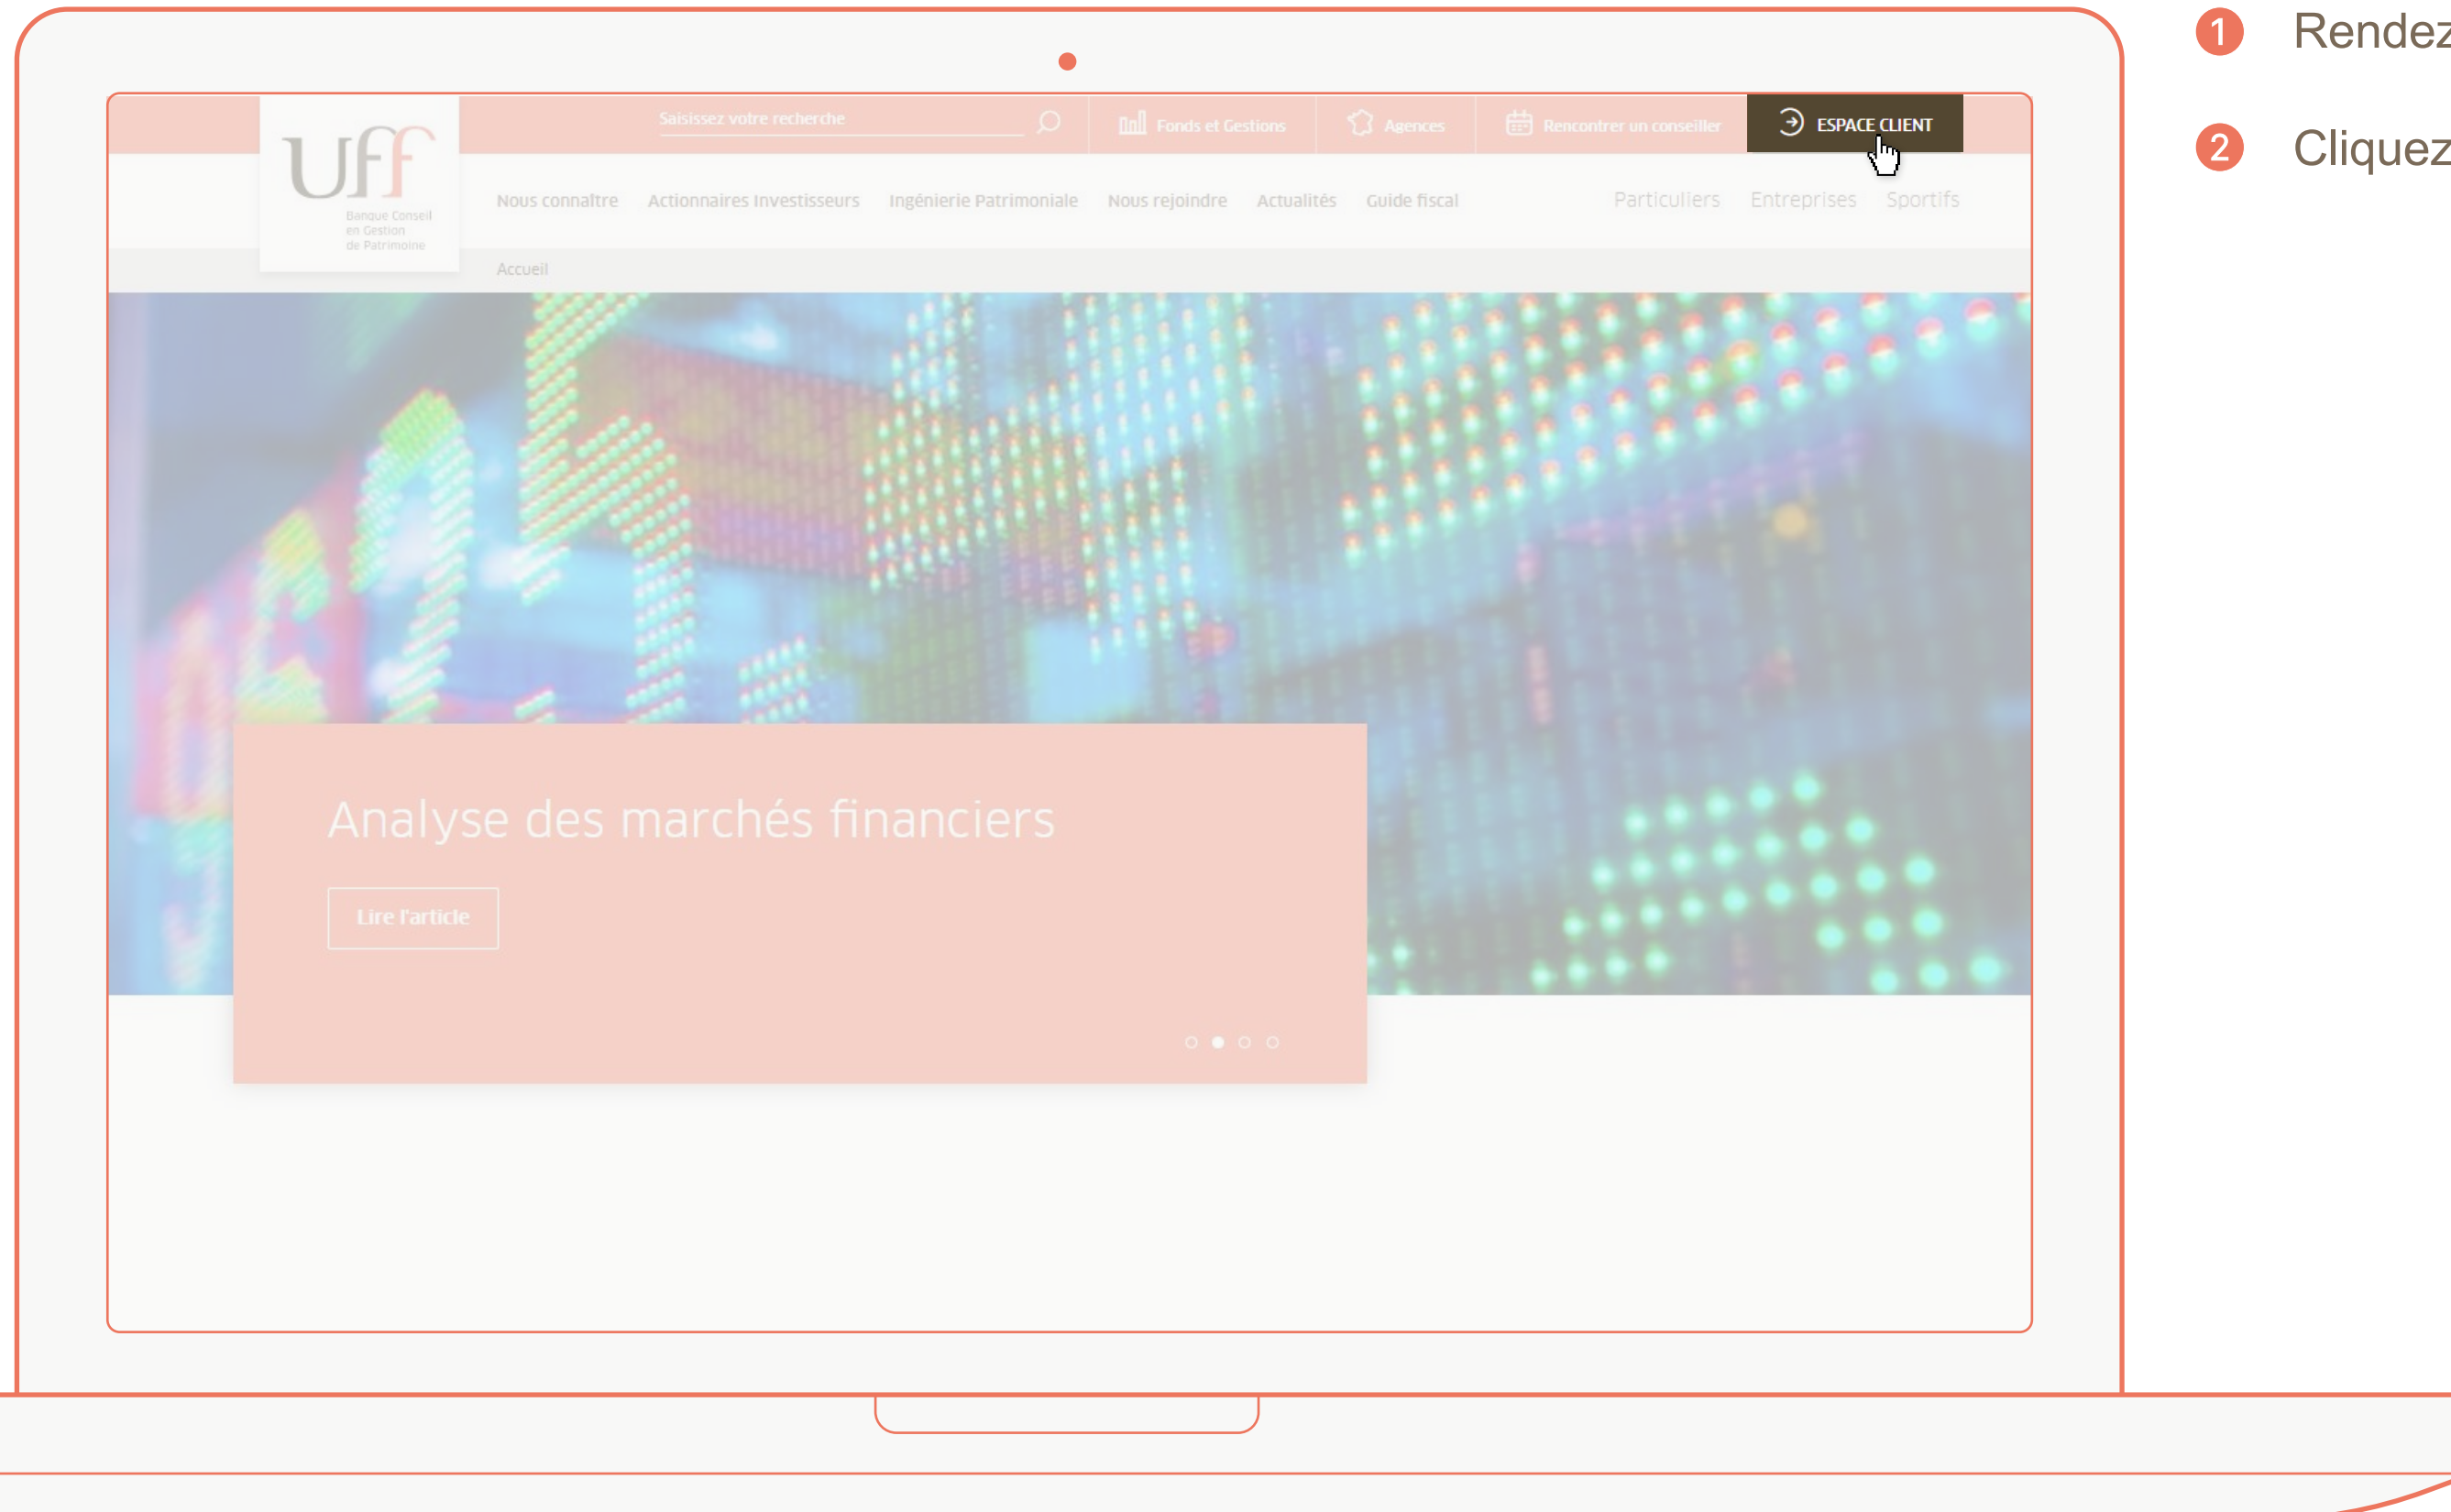 1 Rendez
2 Cliquez
Saisissez votre recherche
Fonds et Gestions
Agences
Rencontrer un conseiller
ESPACE CLIENT
Uff
Banque Conseil
en Gestion
de Patrimoine
Nous connaître Actionnaires Investisseurs Ingénierie Patrimoniale Nous rejoindre Actualités Guide fiscal
Particuliers Entreprises Sportifs
Accueil
Analyse des marchés financiers
Lire l'article